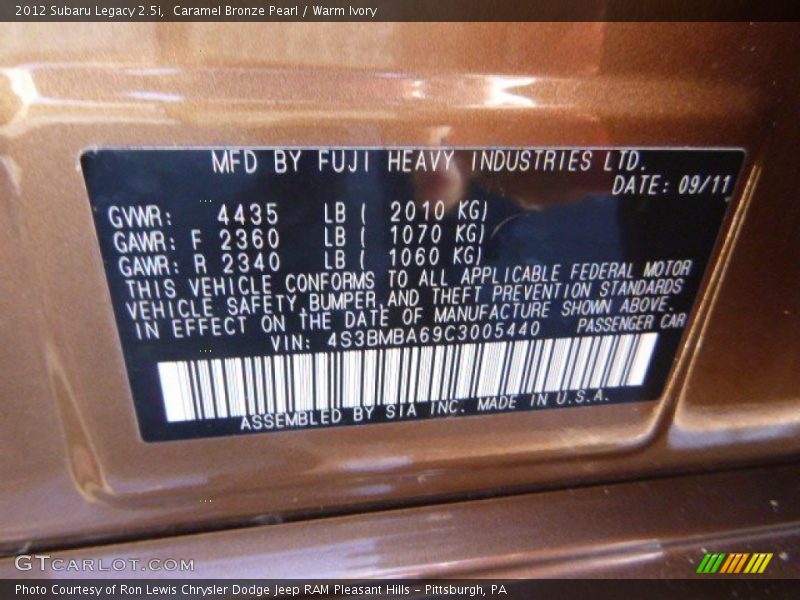 2012 Subaru Legacy 2.5i, Caramel Bronze Pearl / Warm Ivory
MFD BY FUJI HEAVY INDUSTRIES LTD.
DATE: 09/11
GVWR: 4435 LB ( 2010 KG)
GAWR: F 2360 LB ( 1070 KG)
GAWR: R 2340 LB ( 1060 KG)
THIS VEHICLE CONFORMS TO ALL APPLICABLE FEDERAL MOTOR
VEHICLE SAFETY, BUMPER, AND THEFT PREVENTION STANDARDS
IN EFFECT ON THE DATE OF MANUFACTURE SHOWN ABOVE.
VIN: 4S3BMBA69C3005440 PASSENGER CAR
ASSEMBLED BY SIA INC. MADE IN U.S.A.
GTCARLOT.COM
Photo Courtesy of Ron Lewis Chrysler Dodge Jeep RAM Pleasant Hills - Pittsburgh, PA